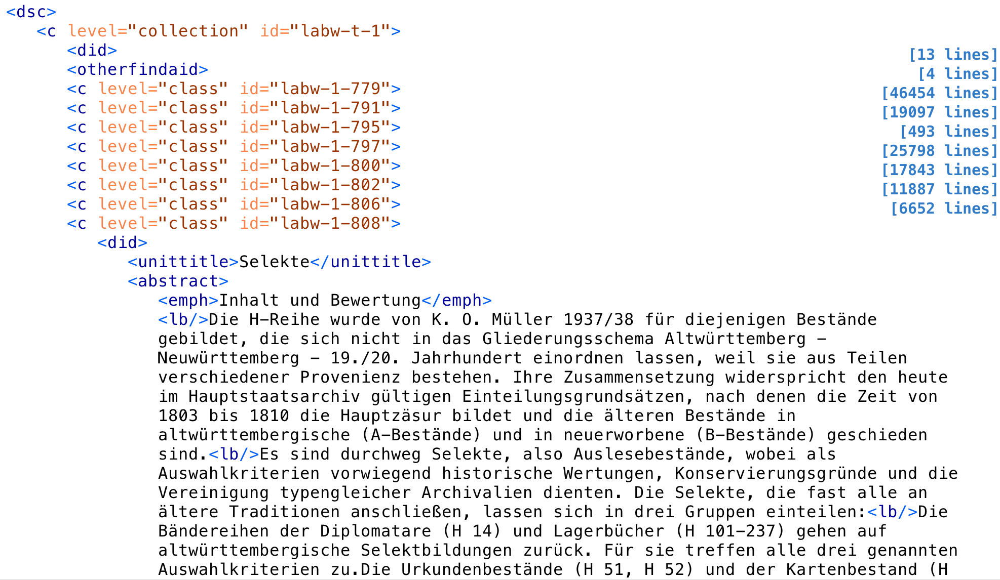 <dsc>
<c level="collection" id="labw-t-1">
<did> [13 lines]
<otherfindaid> [4 lines]
<c level="class" id="labw-1-779"> [46454 lines]
<c level="class" id="labw-1-791"> [19097 lines]
<c level="class" id="labw-1-795"> [493 lines]
<c level="class" id="labw-1-797"> [25798 lines]
<c level="class" id="labw-1-800"> [17843 lines]
<c level="class" id="labw-1-802"> [11887 lines]
<c level="class" id="labw-1-806"> [6652 lines]
<c level="class" id="labw-1-808">
<did>
<unittitle>Selekte</unittitle>
<abstract>
<emph>Inhalt und Bewertung</emph>
<lb/>Die H-Reihe wurde von K. O. Müller 1937/38 für diejenigen Bestände
gebildet, die sich nicht in das Gliederungsschema Altwürttemberg -
Neuwürttemberg - 19./20. Jahrhundert einordnen lassen, weil sie aus Teilen
verschiedener Provenienz bestehen. Ihre Zusammensetzung widerspricht den heute
im Hauptstaatsarchiv gültigen Einteilungsgrundsätzen, nach denen die Zeit von
1803 bis 1810 die Hauptzäsur bildet und die älteren Bestände in
altwürttembergische (A-Bestände) und in neuerworbene (B-Bestände) geschieden
sind.<lb/>Es sind durchweg Selekte, also Auslesebestände, wobei als
Auswahlkriterien vorwiegend historische Wertungen, Konservierungsgründe und die
Vereinigung typengleicher Archivalien dienten. Die Selekte, die fast alle an
ältere Traditionen anschließen, lassen sich in drei Gruppen einteilen:<lb/>Die
Bändereihen der Diplomatare (H 14) und Lagerbücher (H 101-237) gehen auf
altwürttembergische Selektbildungen zurück. Für sie treffen alle drei genannten
Auswahlkriterien zu.Die Urkundenbestände (H 51, H 52) und der Kartenbestand (H